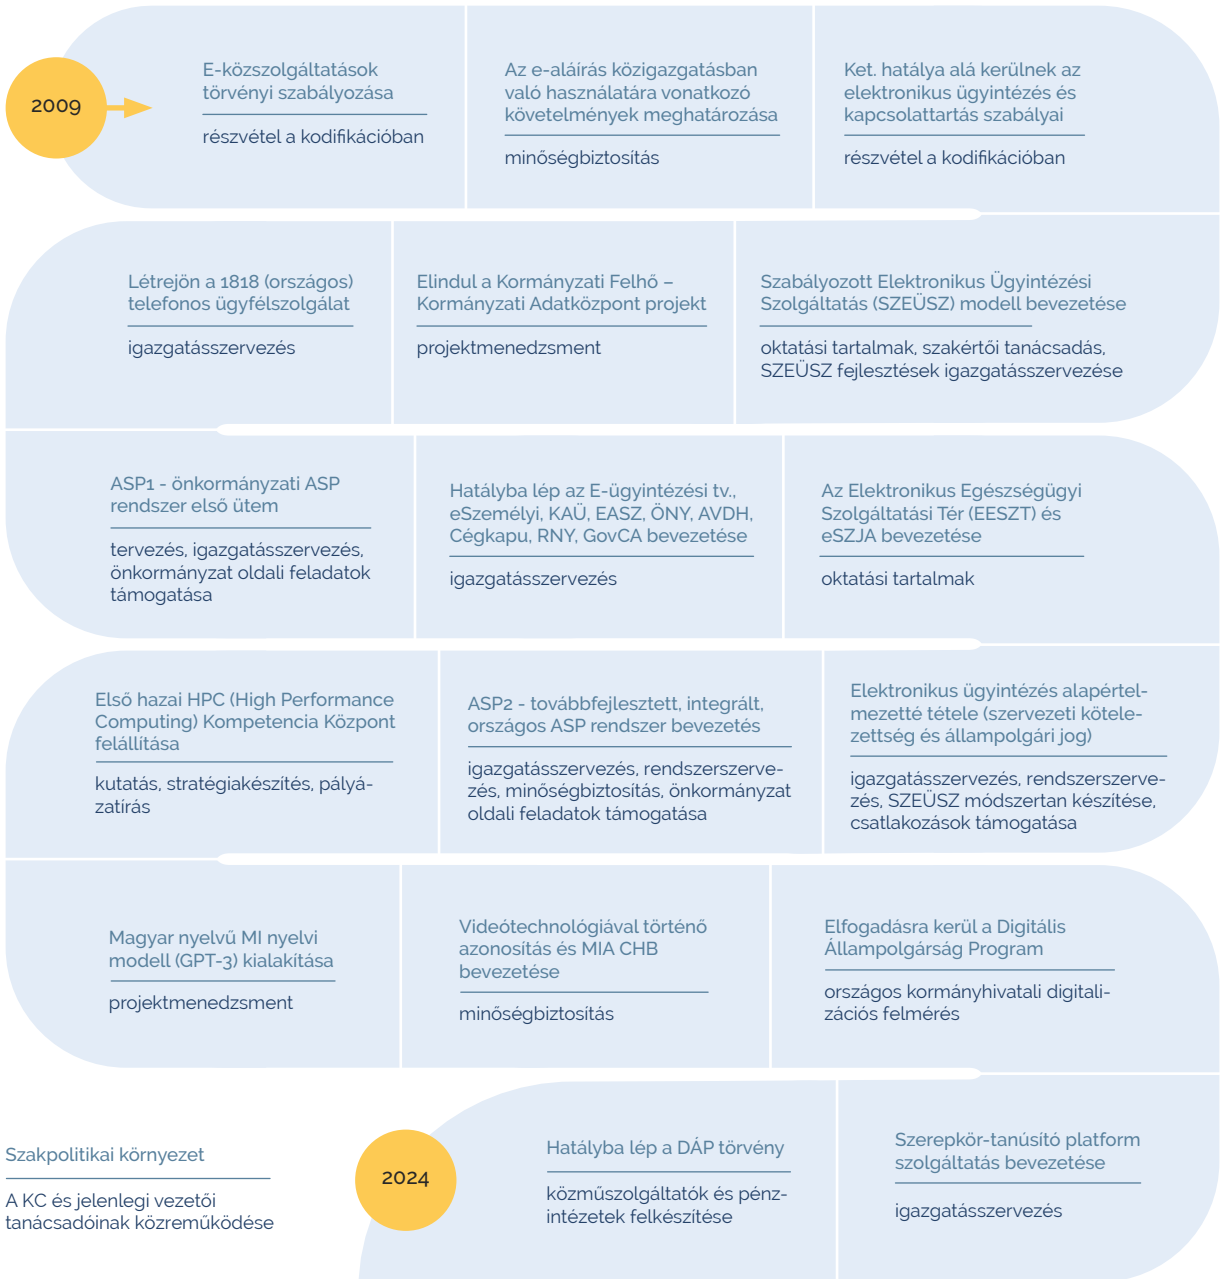 2009
E-közszolgáltatások
törvényi szabályozása
részvétel a kodifikációban
Az e-aláírás közigazgatásban
való használatára vonatkozó
követelmények meghatározása
minőségbiztosítás
Ket. hatálya alá kerülnek az
elektronikus ügyintézés és
kapcsolattartás szabályai
részvétel a kodifikációban
Létrejön a 1818 (országos)
telefonos ügyfélszolgálat
igazgatásszervezés
Elindul a Kormányzati Felhő –
Kormányzati Adatközpont projekt
projektmenedzsment
Szabályozott Elektronikus Ügyintézési
Szolgáltatás (SZEÜSZ) modell bevezetése
oktatási tartalmak, szakértői tanácsadás,
SZEÜSZ fejlesztések igazgatásszervezése
ASP1 - önkormányzati ASP
rendszer első ütem
tervezés, igazgatásszervezés,
önkormányzat oldali feladatok
támogatása
Hatályba lép az E-ügyintézési tv.,
eSzemélyi, KAÜ, EASZ, ÖNY, AVDH,
Cégkapu, RNY, GovCA bevezetése
igazgatásszervezés
Az Elektronikus Egészségügyi
Szolgáltatási Tér (EESZT) és
eSZJA bevezetése
oktatási tartalmak
Első hazai HPC (High Performance
Computing) Kompetencia Központ
felállítása
kutatás, stratégiakészítés, pályá-
zatírás
ASP2 - továbbfejlesztett, integrált,
országos ASP rendszer bevezetés
igazgatásszervezés, rendszerszerve-
zés, minőségbiztosítás, önkormányzat
oldali feladatok támogatása
Elektronikus ügyintézés alapértel-
mezetté tétele (szervezeti kötele-
zettség és állampolgári jog)
igazgatásszervezés, rendszerszerve-
zés, SZEÜSZ módszertan készítése,
csatlakozások támogatása
Magyar nyelvű MI nyelvi
modell (GPT-3) kialakítása
projektmenedzsment
Videótechnológiával történő
azonosítás és MIA CHB
bevezetése
minőségbiztosítás
Elfogadásra kerül a Digitális
Állampolgárság Program
országos kormányhivatali digitali-
zációs felmérés
Szakpolitikai környezet
A KC és jelenlegi vezetői
tanácsadóinak közreműködése
2024
Hatályba lép a DÁP törvény
közműszolgáltatók és pénz-
intézetek felkészítése
Szerepkör-tanúsító platform
szolgáltatás bevezetése
igazgatásszervezés